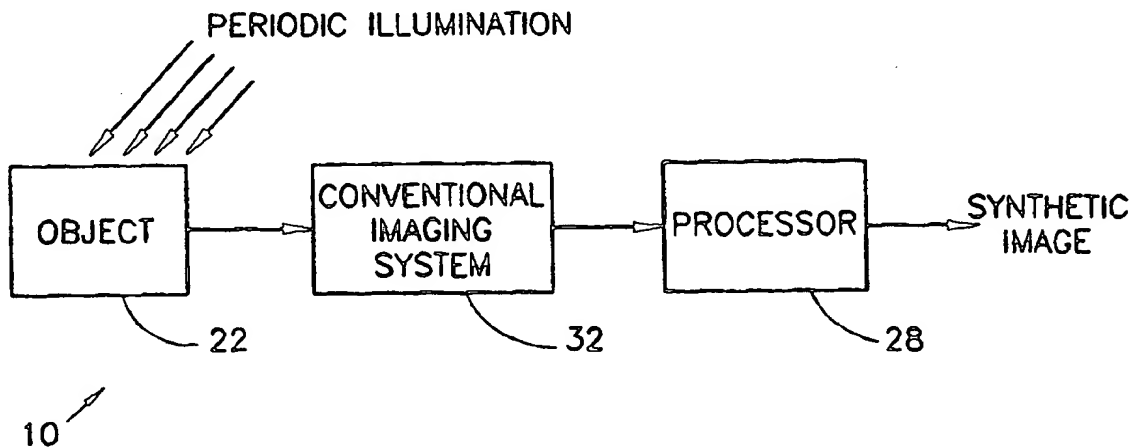 PERIODIC ILLUMINATION
OBJECT
CONVENTIONAL
IMAGING
SYSTEM
PROCESSOR
SYNTHETIC
IMAGE
22
32
28
10